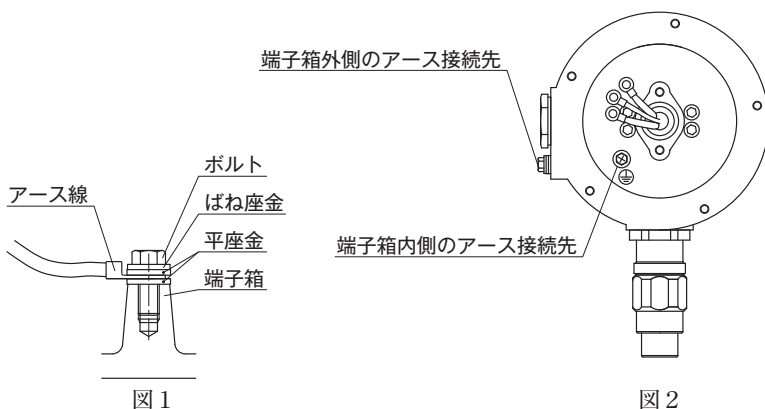 端子箱外側のアース接続先
ボルト
アース線
ばね座金
平座金
端子箱内側のアース接続先
端子箱
図1
図2